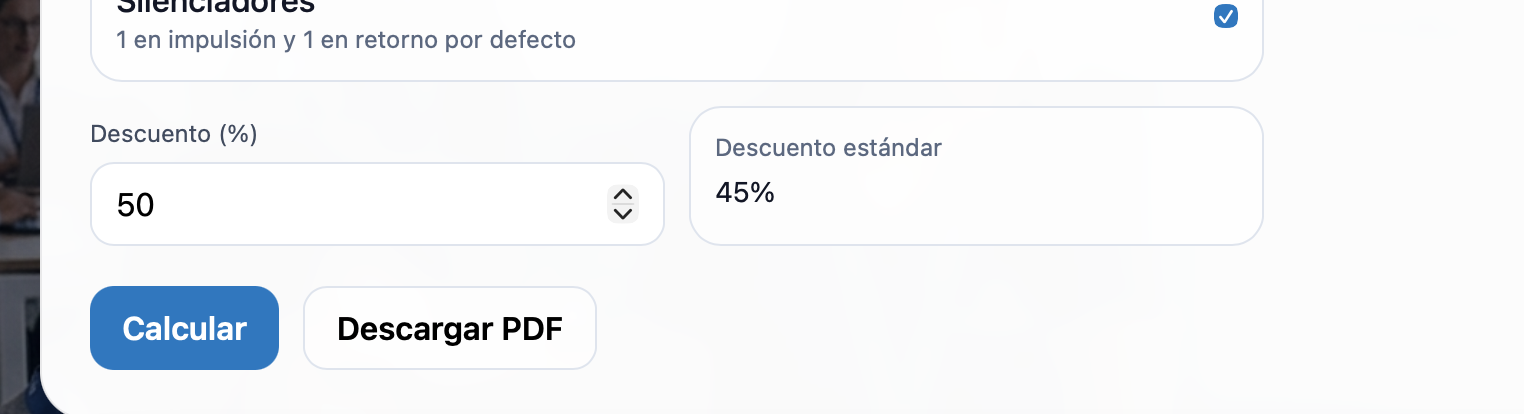 Silenciadores
1 en impulsión y 1 en retorno por defecto
Descuento (%)
50
Descuento estándar
45%
Calcular
Descargar PDF